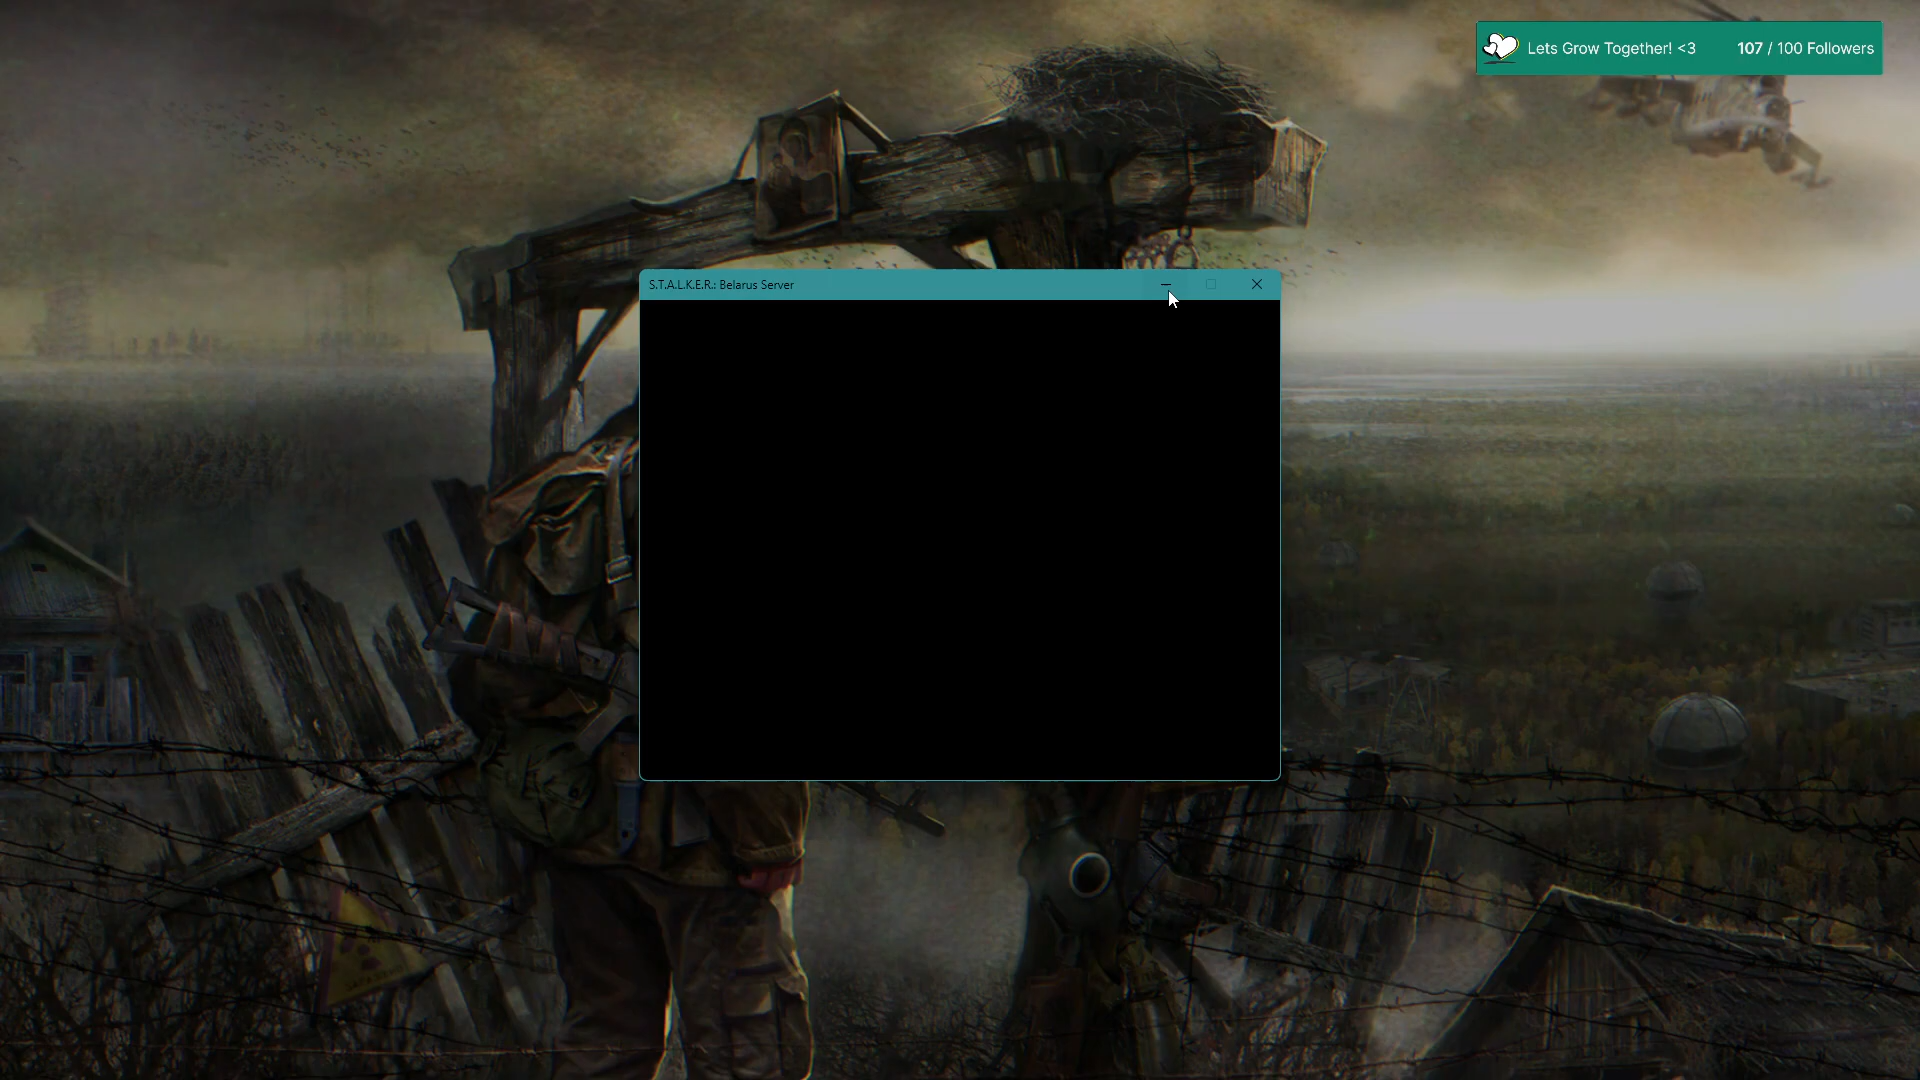 Lets Grow Together! <3 107 / 100 Followers
S.T.A.L.K.E.R.: Belarus Server